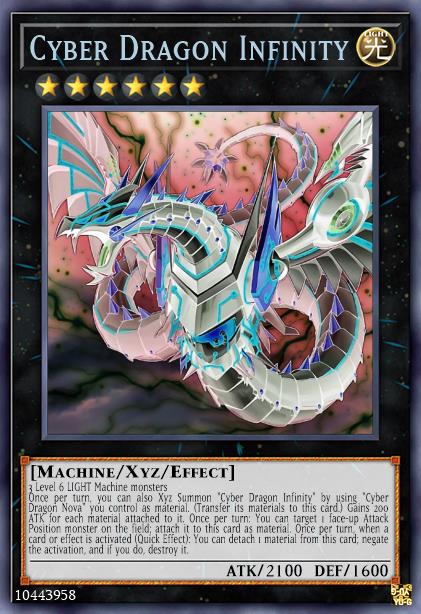 CYBER DRAGON INFINITY
LIGHT
光
[MACHINE/XYZ/EFFECT]
3 Level 6 LIGHT Machine monsters
Once per turn, you can also Xyz Summon "Cyber Dragon Infinity" by using "Cyber
Dragon Nova" you control as material. (Transfer its materials to this card.) Gains 200
ATK for each material attached to it. Once per turn: You can target 1 face-up Attack
Position monster on the field; attach it to this card as material. Once per turn, when a
card or effect is activated (Quick Effect): You can detach 1 material from this card; negate
the activation, and if you do, destroy it.
ATK/2100 DEF/1600
10443958